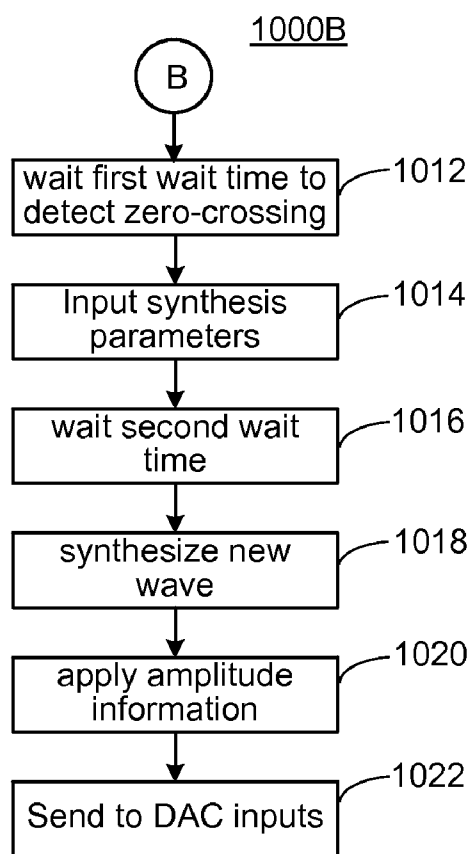 1000B
B
wait first wait time to
detect zero-crossing
1012
Input synthesis
parameters
1014
wait second wait
time
1016
synthesize new
wave
1018
apply amplitude
information
1020
Send to DAC inputs
1022